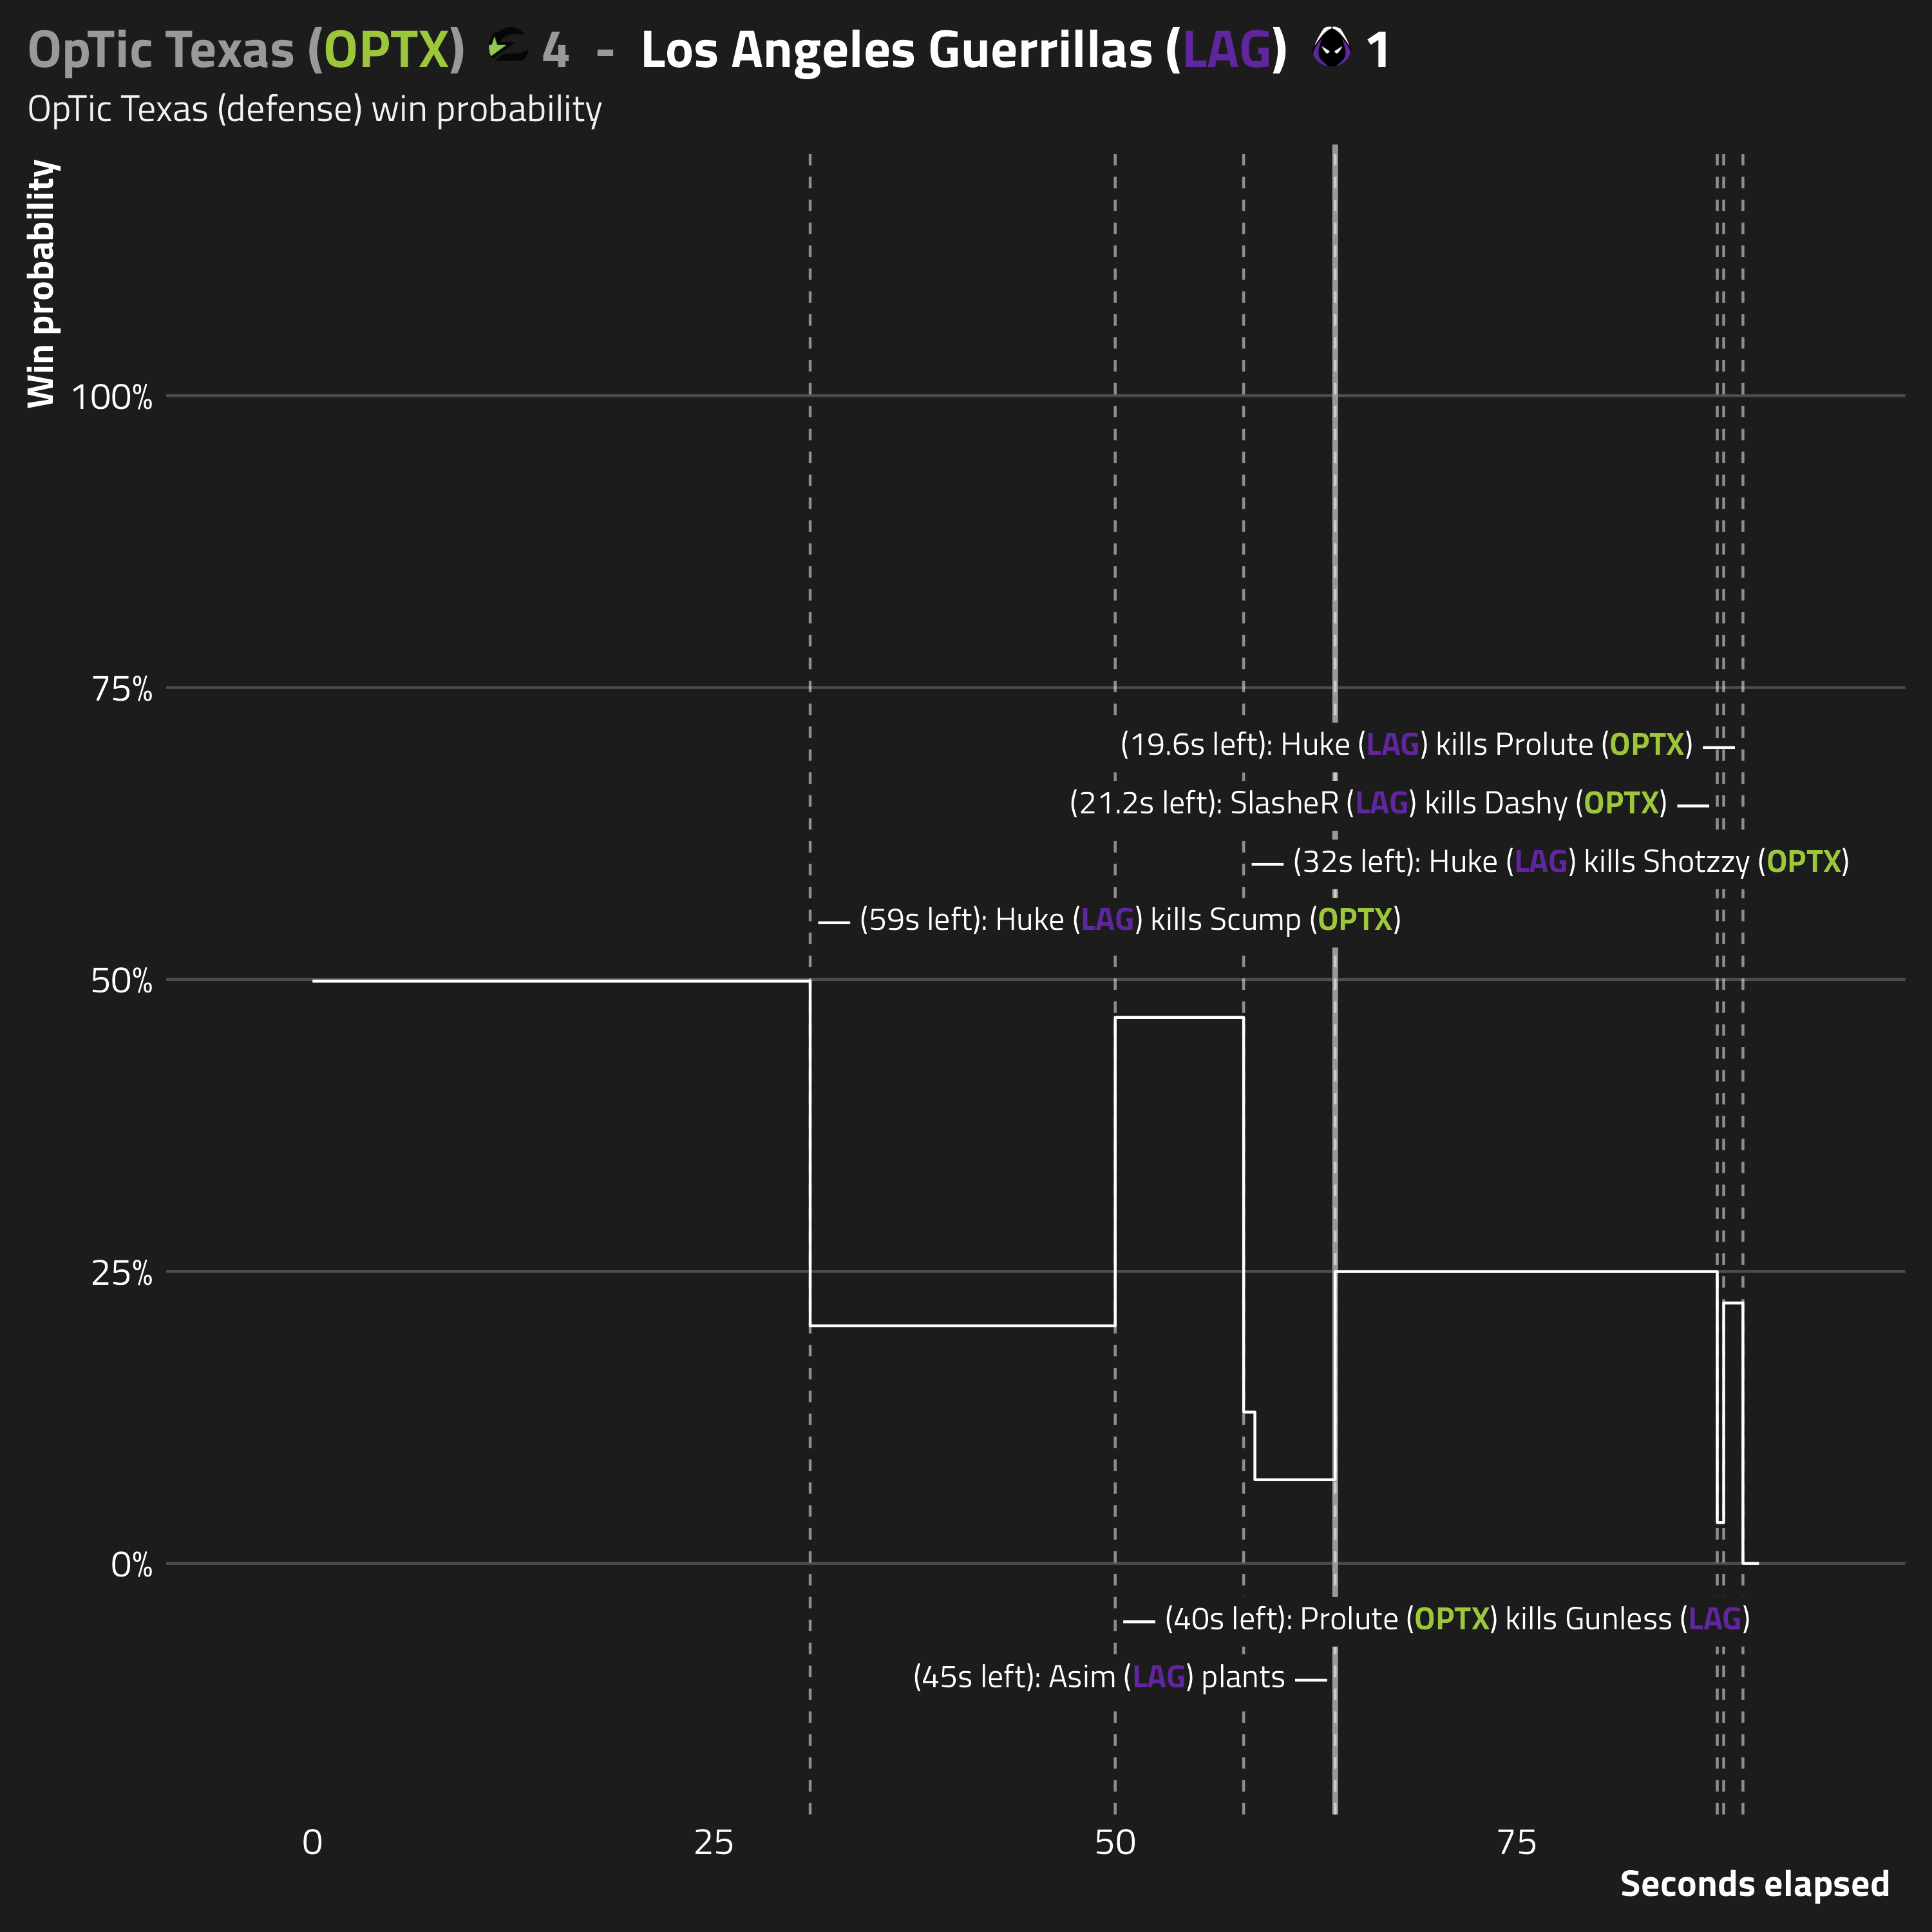 OpTic Texas (OPTX) 4 - Los Angeles Guerrillas (LAG) 1
OpTic Texas (defense) win probability
Win probability
100%
75%
(19.6s left): Huke (LAG) kills Prolute (OPTX)
(21.2s left): SlasheR (LAG) kills Dashy (OPTX)
(32s left): Huke (LAG) kills Shotzzy (OPTX)
(59s left): Huke (LAG) kills Scump (OPTX)
50%
25%
0%
(40s left): Prolute (OPTX) kills Gunless (LAG)
(45s left): Asim (LAG) plants
0 25 50 75
Seconds elapsed